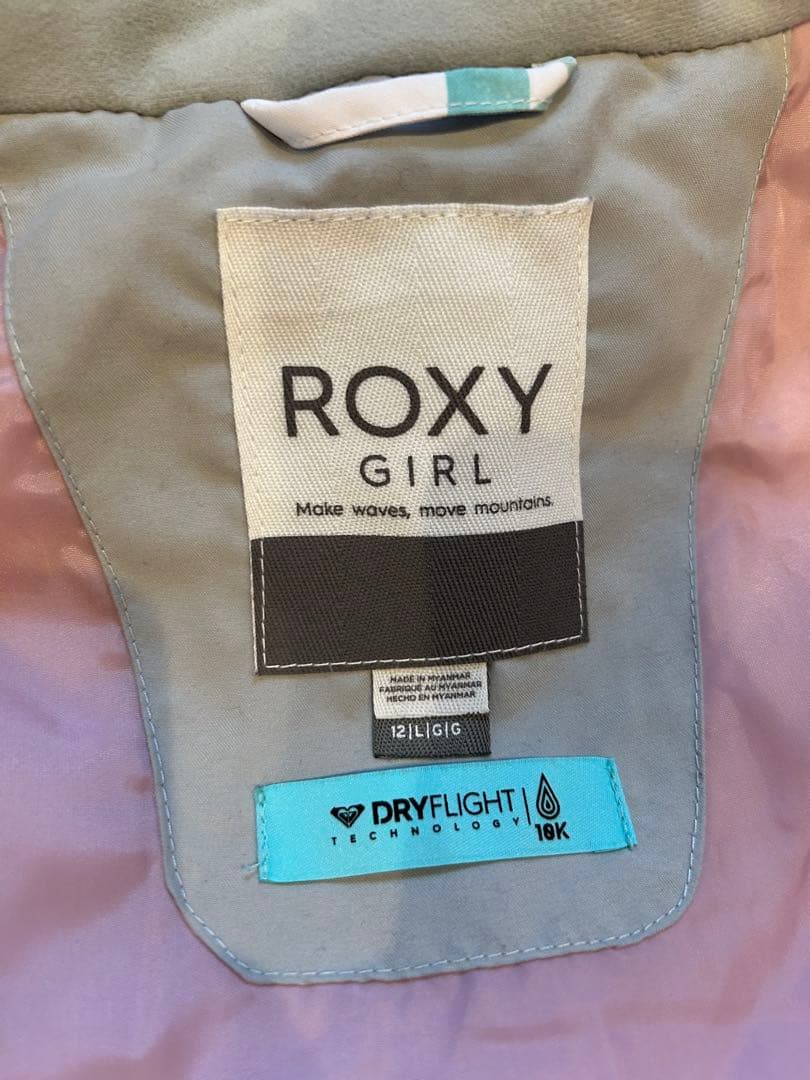 ROXY
GIRL
Make waves, move mountains.
MADE IN MYANMAR
FABRIQUÉ AU MYANMAR
HECHO EN MYANMAR
12|L|G|G
DRYFLIGHT
TECHNOLOGY
10K